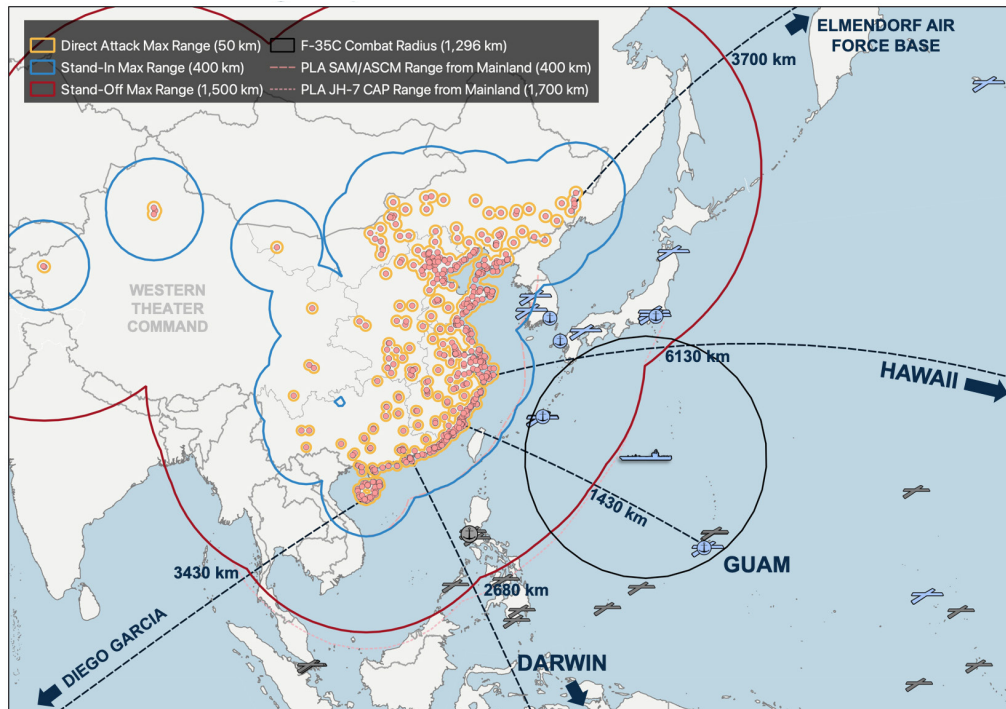 Direct Attack Max Range (50 km)
F-35C Combat Radius (1,296 km)
Stand-In Max Range (400 km)
PLA SAM/ASCM Range from Mainland (400 km)
Stand-Off Max Range (1,500 km)
PLA JH-7 CAP Range from Mainland (1,700 km)
ELMENDORF AIR
FORCE BASE
3700 km
WESTERN
THEATER
COMMAND
6130 km
HAWAII
1430 km
GUAM
3430 km
2680 km
DIEGO GARCIA
DARWIN